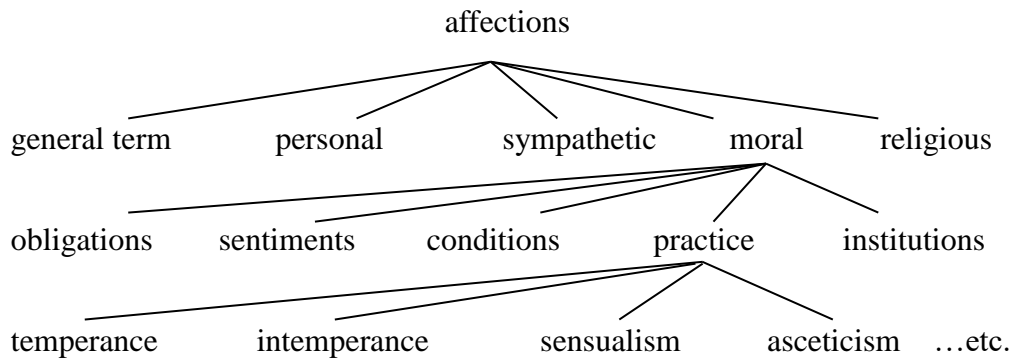 affections
general term personal sympathetic moral religious
obligations sentiments conditions practice institutions
temperance intemperance sensualism asceticism …etc.